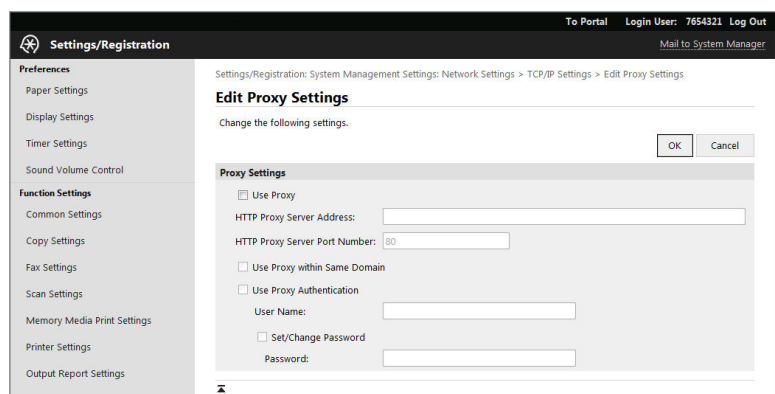 To Portal Login User: 7654321 Log Out
Settings/Registration Mail to System Manager
Preferences
Paper Settings
Display Settings
Timer Settings
Sound Volume Control
Function Settings
Common Settings
Copy Settings
Fax Settings
Scan Settings
Memory Media Print Settings
Printer Settings
Output Report Settings
Settings/Registration: System Management Settings: Network Settings > TCP/IP Settings > Edit Proxy Settings
Edit Proxy Settings
Change the following settings.
OK Cancel
Proxy Settings
Use Proxy
HTTP Proxy Server Address:
HTTP Proxy Server Port Number: 80
Use Proxy within Same Domain
Use Proxy Authentication
User Name:
Set/Change Password
Password: